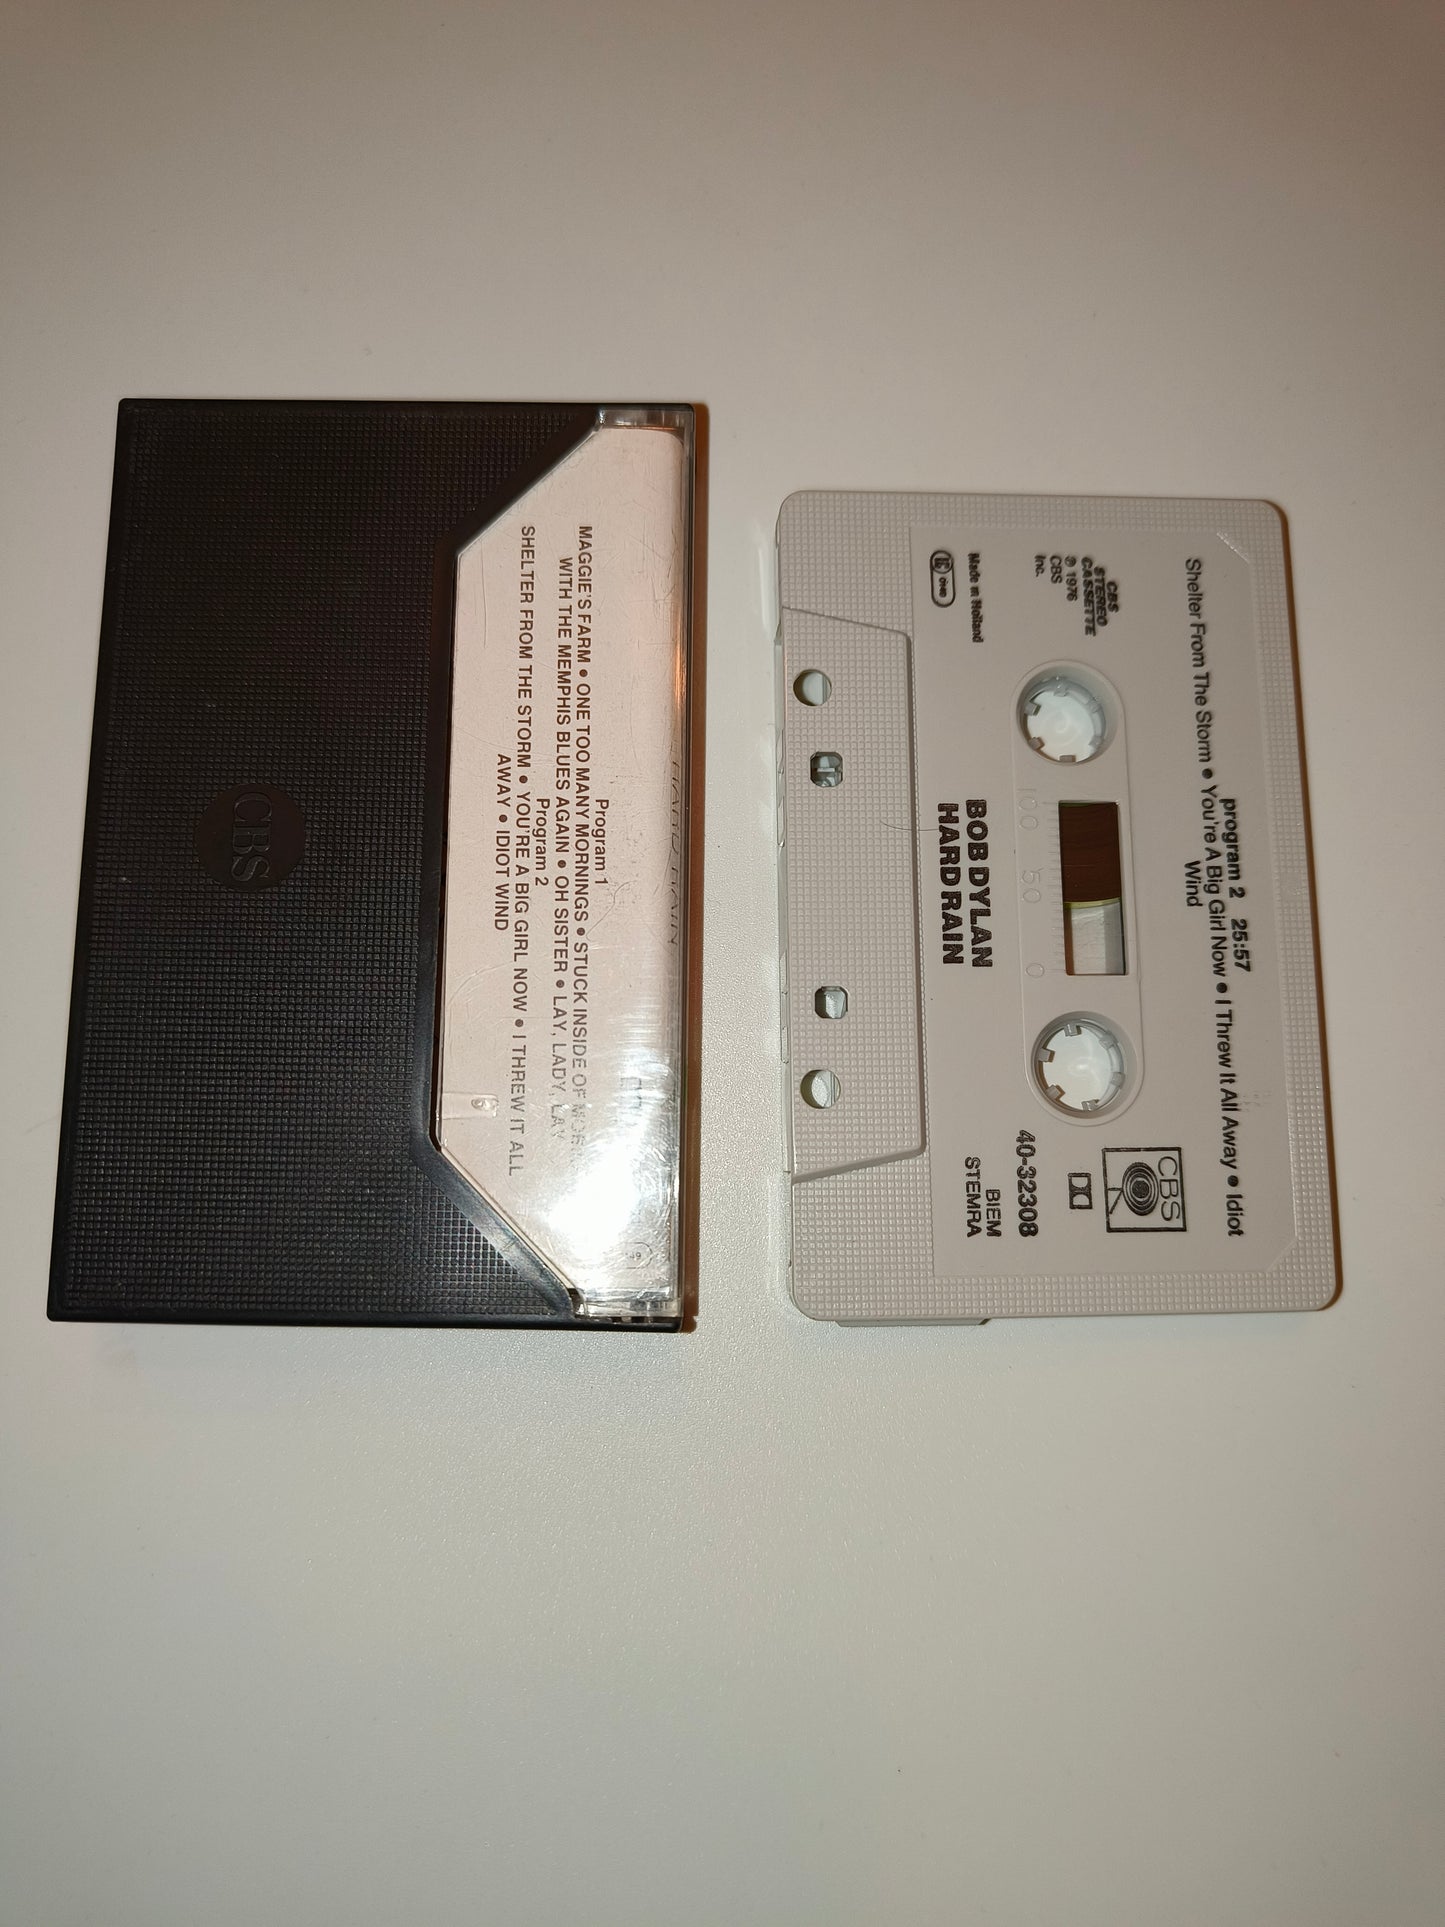 Program 1
MAGGIE'S FARM • ONE TOO MANY MORNINGS • STUCK INSIDE OF
WITH THE MEMPHIS BLUES AGAIN • OH SISTER • LAY, LADY, LAY
Program 2
SHELTER FROM THE STORM • YOU'RE A BIG GIRL NOW • I THREW IT ALL
AWAY • IDIOT WIND
CBS
program 2 25:57
Shelter From The Storm • You're A Big Girl Now • I Threw It All Away • Idiot
Wind
CBS
STEREO
CASSETTE
℗ 1976
CBS
Inc.
Made in Holland
100 50 0
CBS
40-32308
BIEM
STEMRA
BOB DYLAN
HARD RAIN